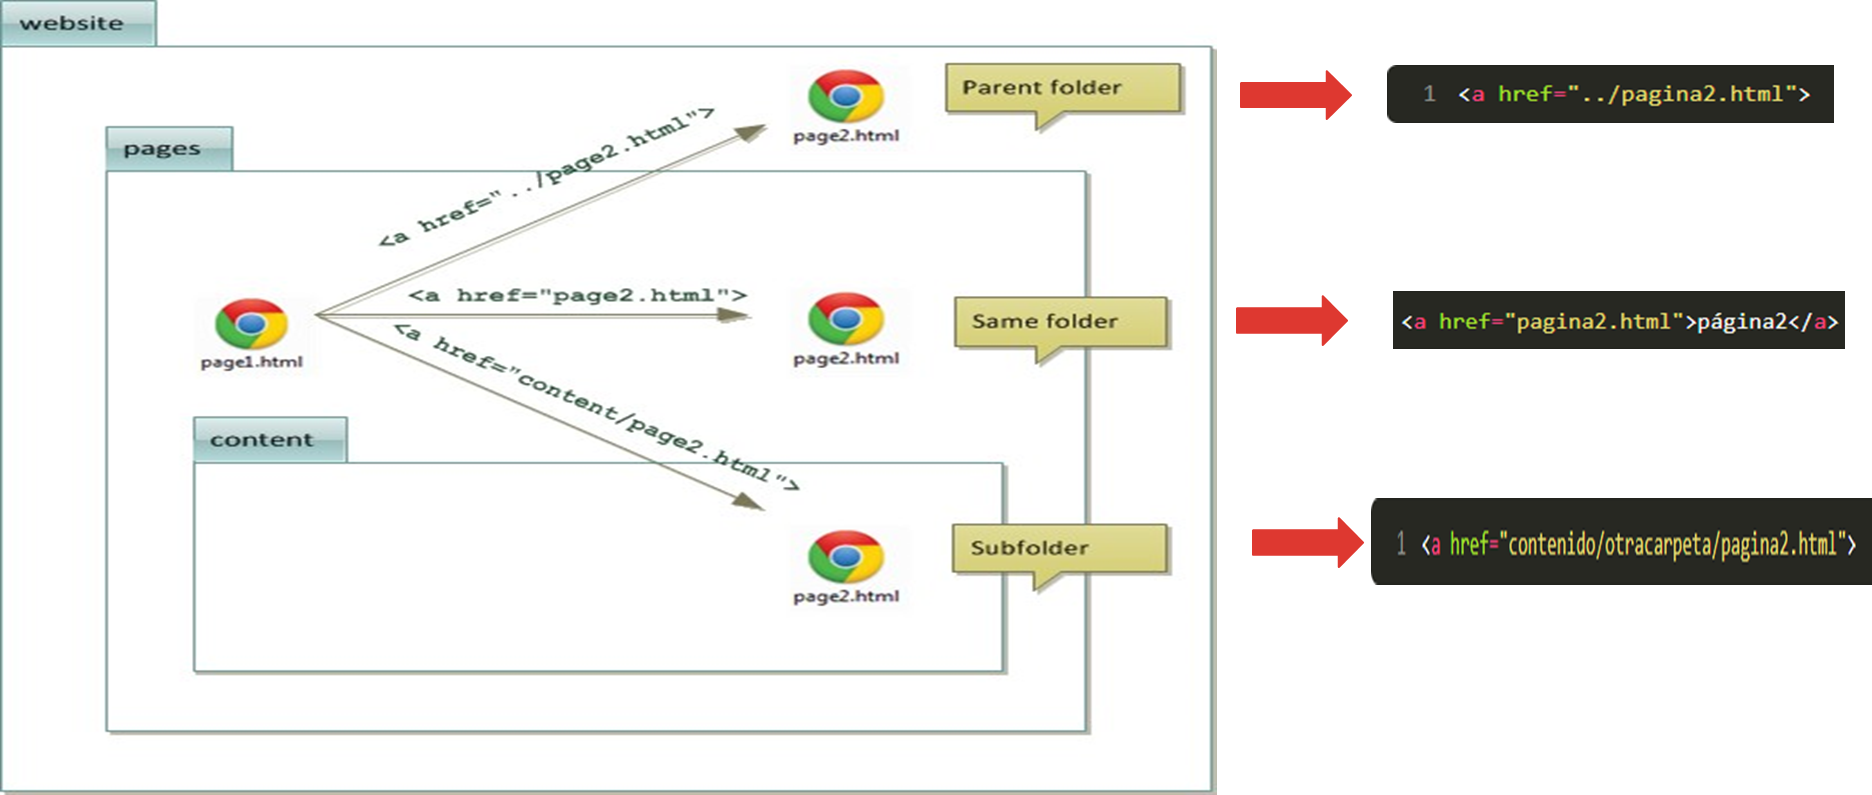 website
page2.html
Parent folder
1 <a href="../pagina2.html">
<a href="../page2.html">
pages
page1.html
<a href="page2.html">
page2.html
Same folder
<a href="pagina2.html">página2</a>
<a href="content/page2.html">
content
page2.html
Subfolder
1 <a href="contenido/otracarpeta/pagina2.html">